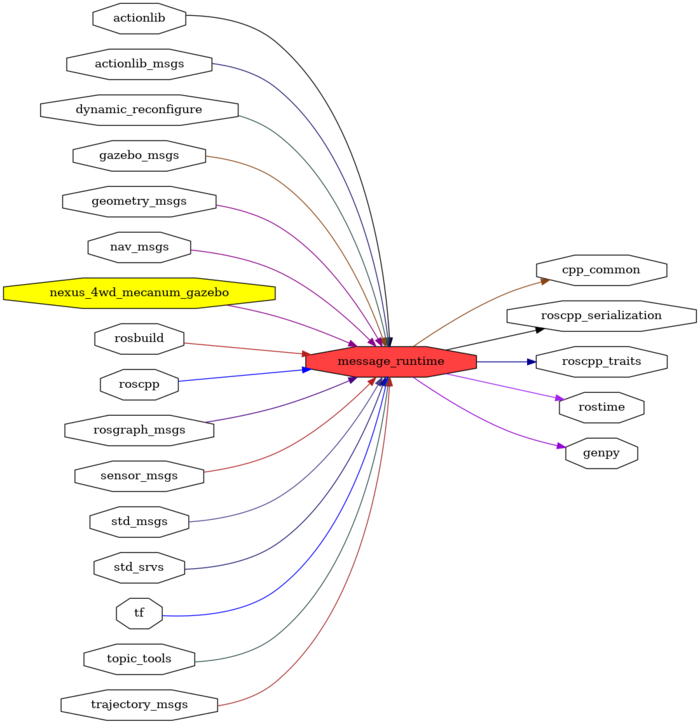 actionlib
actionlib_msgs
dynamic_reconfigure
gazebo_msgs
geometry_msgs
nav_msgs
nexus_4wd_mecanum_gazebo
rosbuild
roscpp
rosgraph_msgs
sensor_msgs
std_msgs
std_srvs
tf
topic_tools
trajectory_msgs
message_runtime
cpp_common
roscpp_serialization
roscpp_traits
rostime
genpy